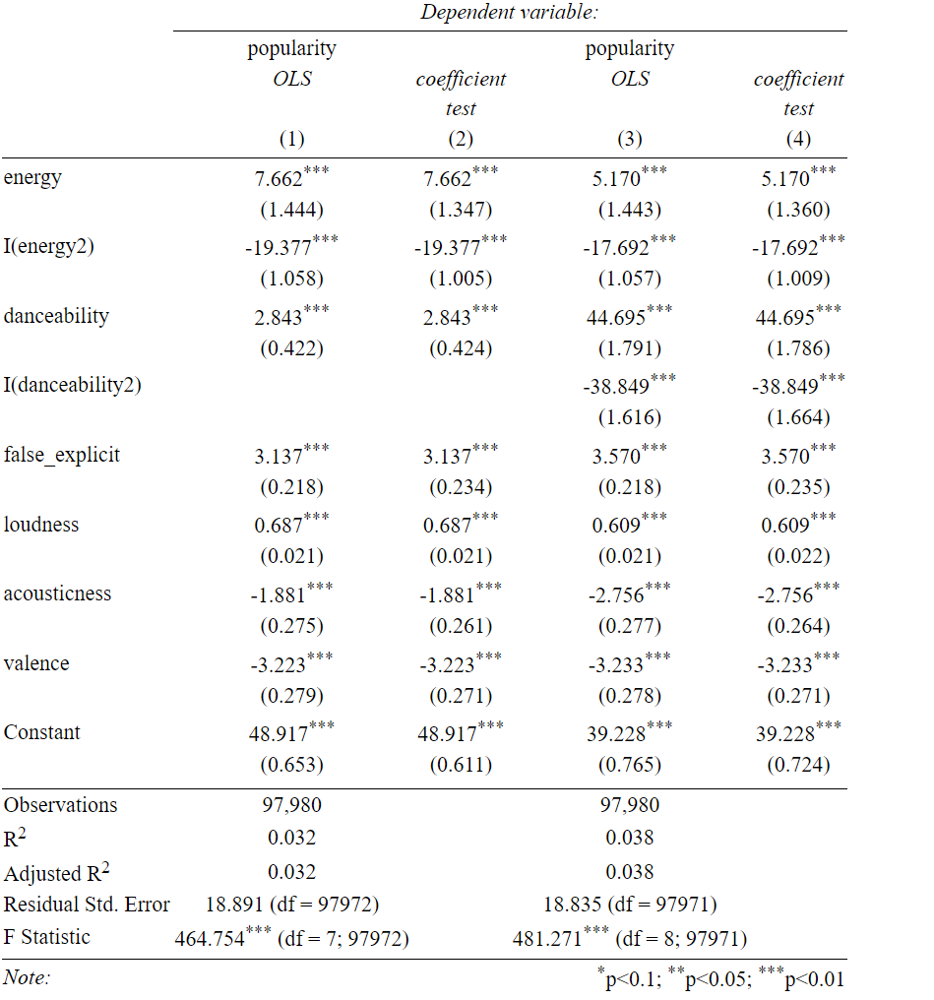 Dependent variable:
popularity popularity
OLS coefficient OLS coefficient
test test
(1) (2) (3) (4)
energy 7.662*** 7.662*** 5.170*** 5.170***
(1.444) (1.347) (1.443) (1.360)
I(energy2) -19.377*** -19.377*** -17.692*** -17.692***
(1.058) (1.005) (1.057) (1.009)
danceability 2.843*** 2.843*** 44.695*** 44.695***
(0.422) (0.424) (1.791) (1.786)
I(danceability2) -38.849*** -38.849***
(1.616) (1.664)
false_explicit 3.137*** 3.137*** 3.570*** 3.570***
(0.218) (0.234) (0.218) (0.235)
loudness 0.687*** 0.687*** 0.609*** 0.609***
(0.021) (0.021) (0.021) (0.022)
acousticness -1.881*** -1.881*** -2.756*** -2.756***
(0.275) (0.261) (0.277) (0.264)
valence -3.223*** -3.223*** -3.233*** -3.233***
(0.279) (0.271) (0.278) (0.271)
Constant 48.917*** 48.917*** 39.228*** 39.228***
(0.653) (0.611) (0.765) (0.724)
Observations 97,980 97,980
R2 0.032 0.038
Adjusted R2 0.032 0.038
Residual Std. Error 18.891 (df = 97972) 18.835 (df = 97971)
F Statistic 464.754*** (df = 7; 97972) 481.271*** (df = 8; 97971)
Note: *p<0.1; **p<0.05; ***p<0.01